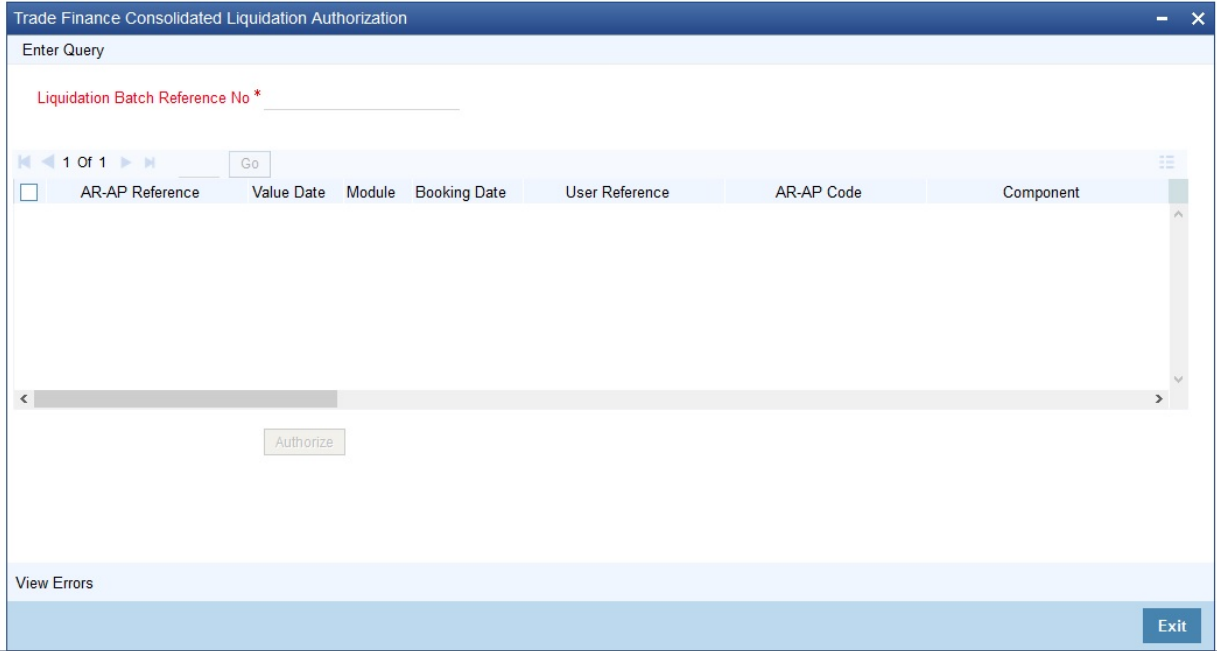 Trade Finance Consolidated Liquidation Authorization
Enter Query
Liquidation Batch Reference No *
1 Of 1 Go
AR-AP Reference Value Date Module Booking Date User Reference AR-AP Code Component
Authorize
View Errors
Exit